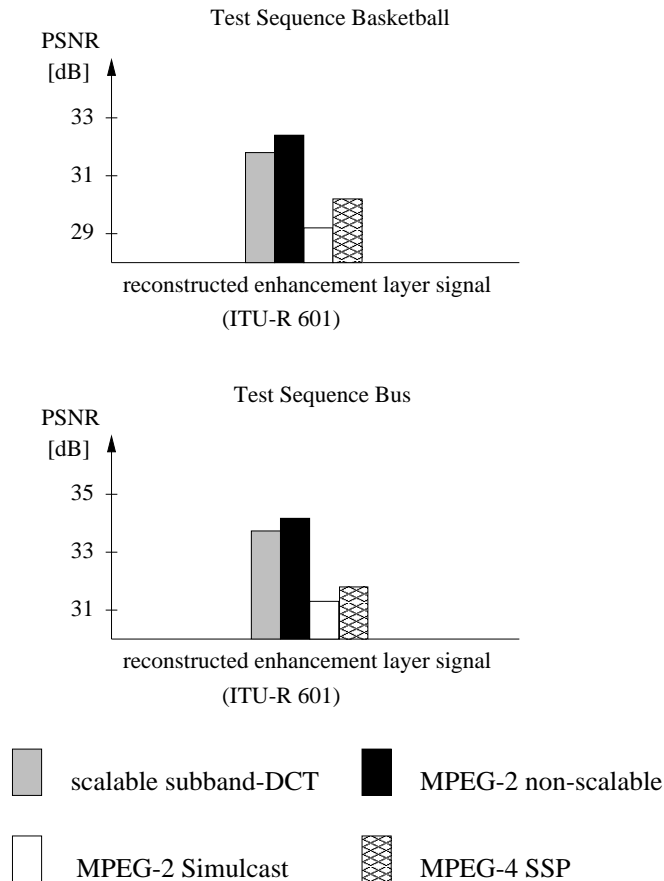 Test Sequence Basketball
PSNR
[dB]
33
31
29
reconstructed enhancement layer signal
(ITU-R 601)
Test Sequence Bus
PSNR
[dB]
35
33
31
reconstructed enhancement layer signal
(ITU-R 601)
scalable subband-DCT
MPEG-2 non-scalable
MPEG-2 Simulcast
MPEG-4 SSP